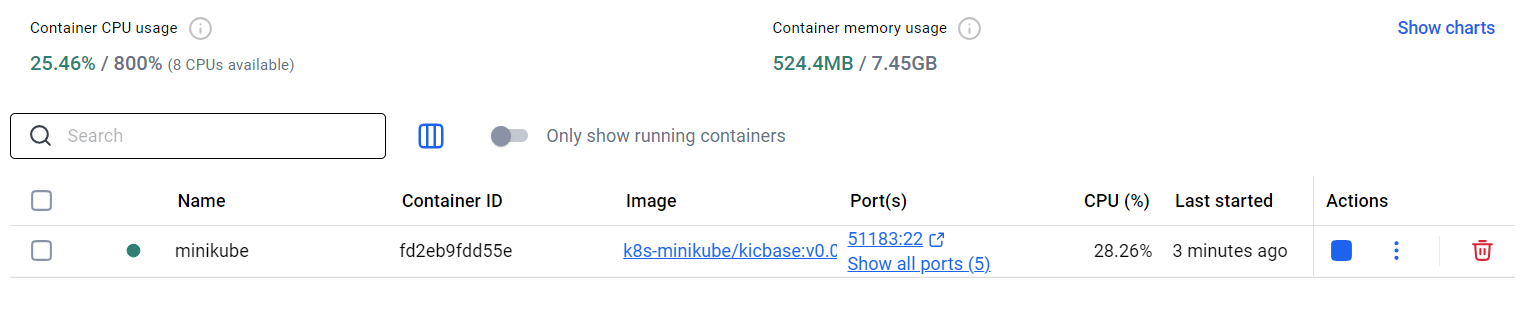 Container CPU usage
Container memory usage
Show charts
25.46% / 800% (8 CPUs available)
524.4MB / 7.45GB
Search
Only show running containers
Name Container ID Image Port(s) CPU (%) Last started Actions
minikube fd2eb9fdd55e k8s-minikube/kicbase:v0.0 51183:22 28.26% 3 minutes ago
Show all ports (5)